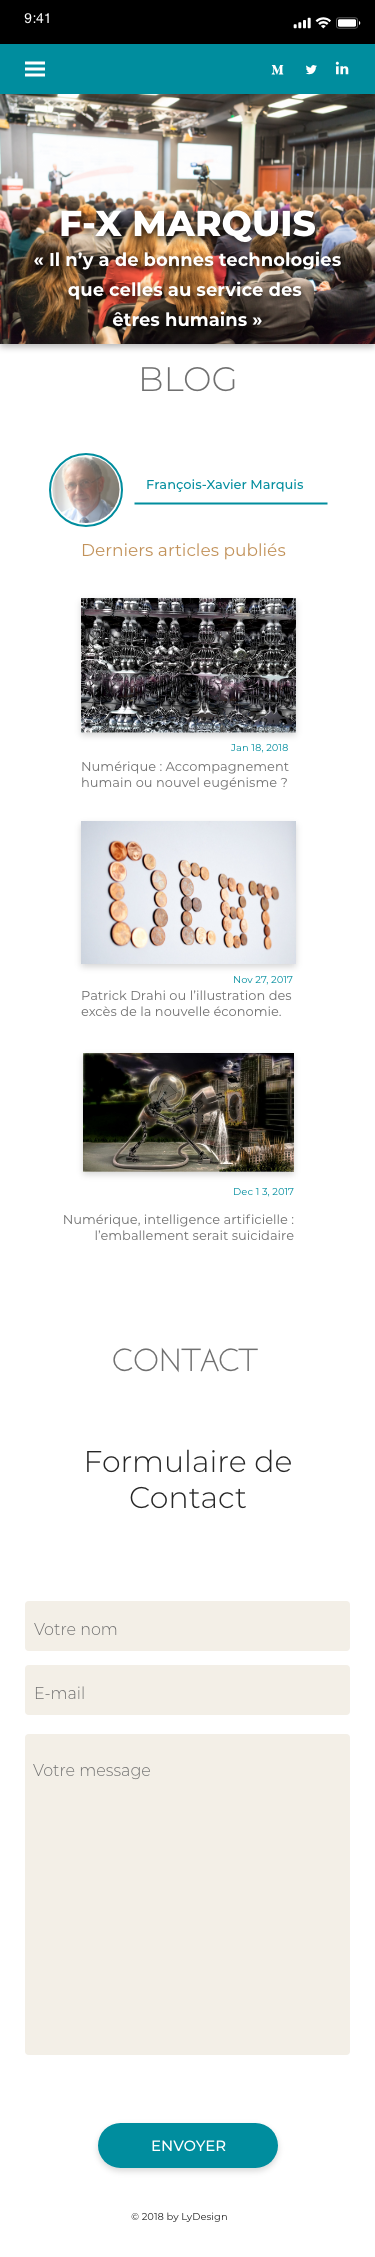 9:41
M
in
F-X MARQUIS
« Il n’y a de bonnes technologies
que celles au service des
êtres humains »
BLOG
François-Xavier Marquis
Derniers articles publiés
Jan 18, 2018
Numérique : Accompagnement
humain ou nouvel eugénisme ?
DEBT
Nov 27, 2017
Patrick Drahi ou l’illustration des
excès de la nouvelle économie.
Dec 1 3, 2017
Numérique, intelligence artificielle :
l’emballement serait suicidaire
CONTACT
Formulaire de
Contact
Votre nom
E-mail
Votre message
ENVOYER
© 2018 by LyDesign